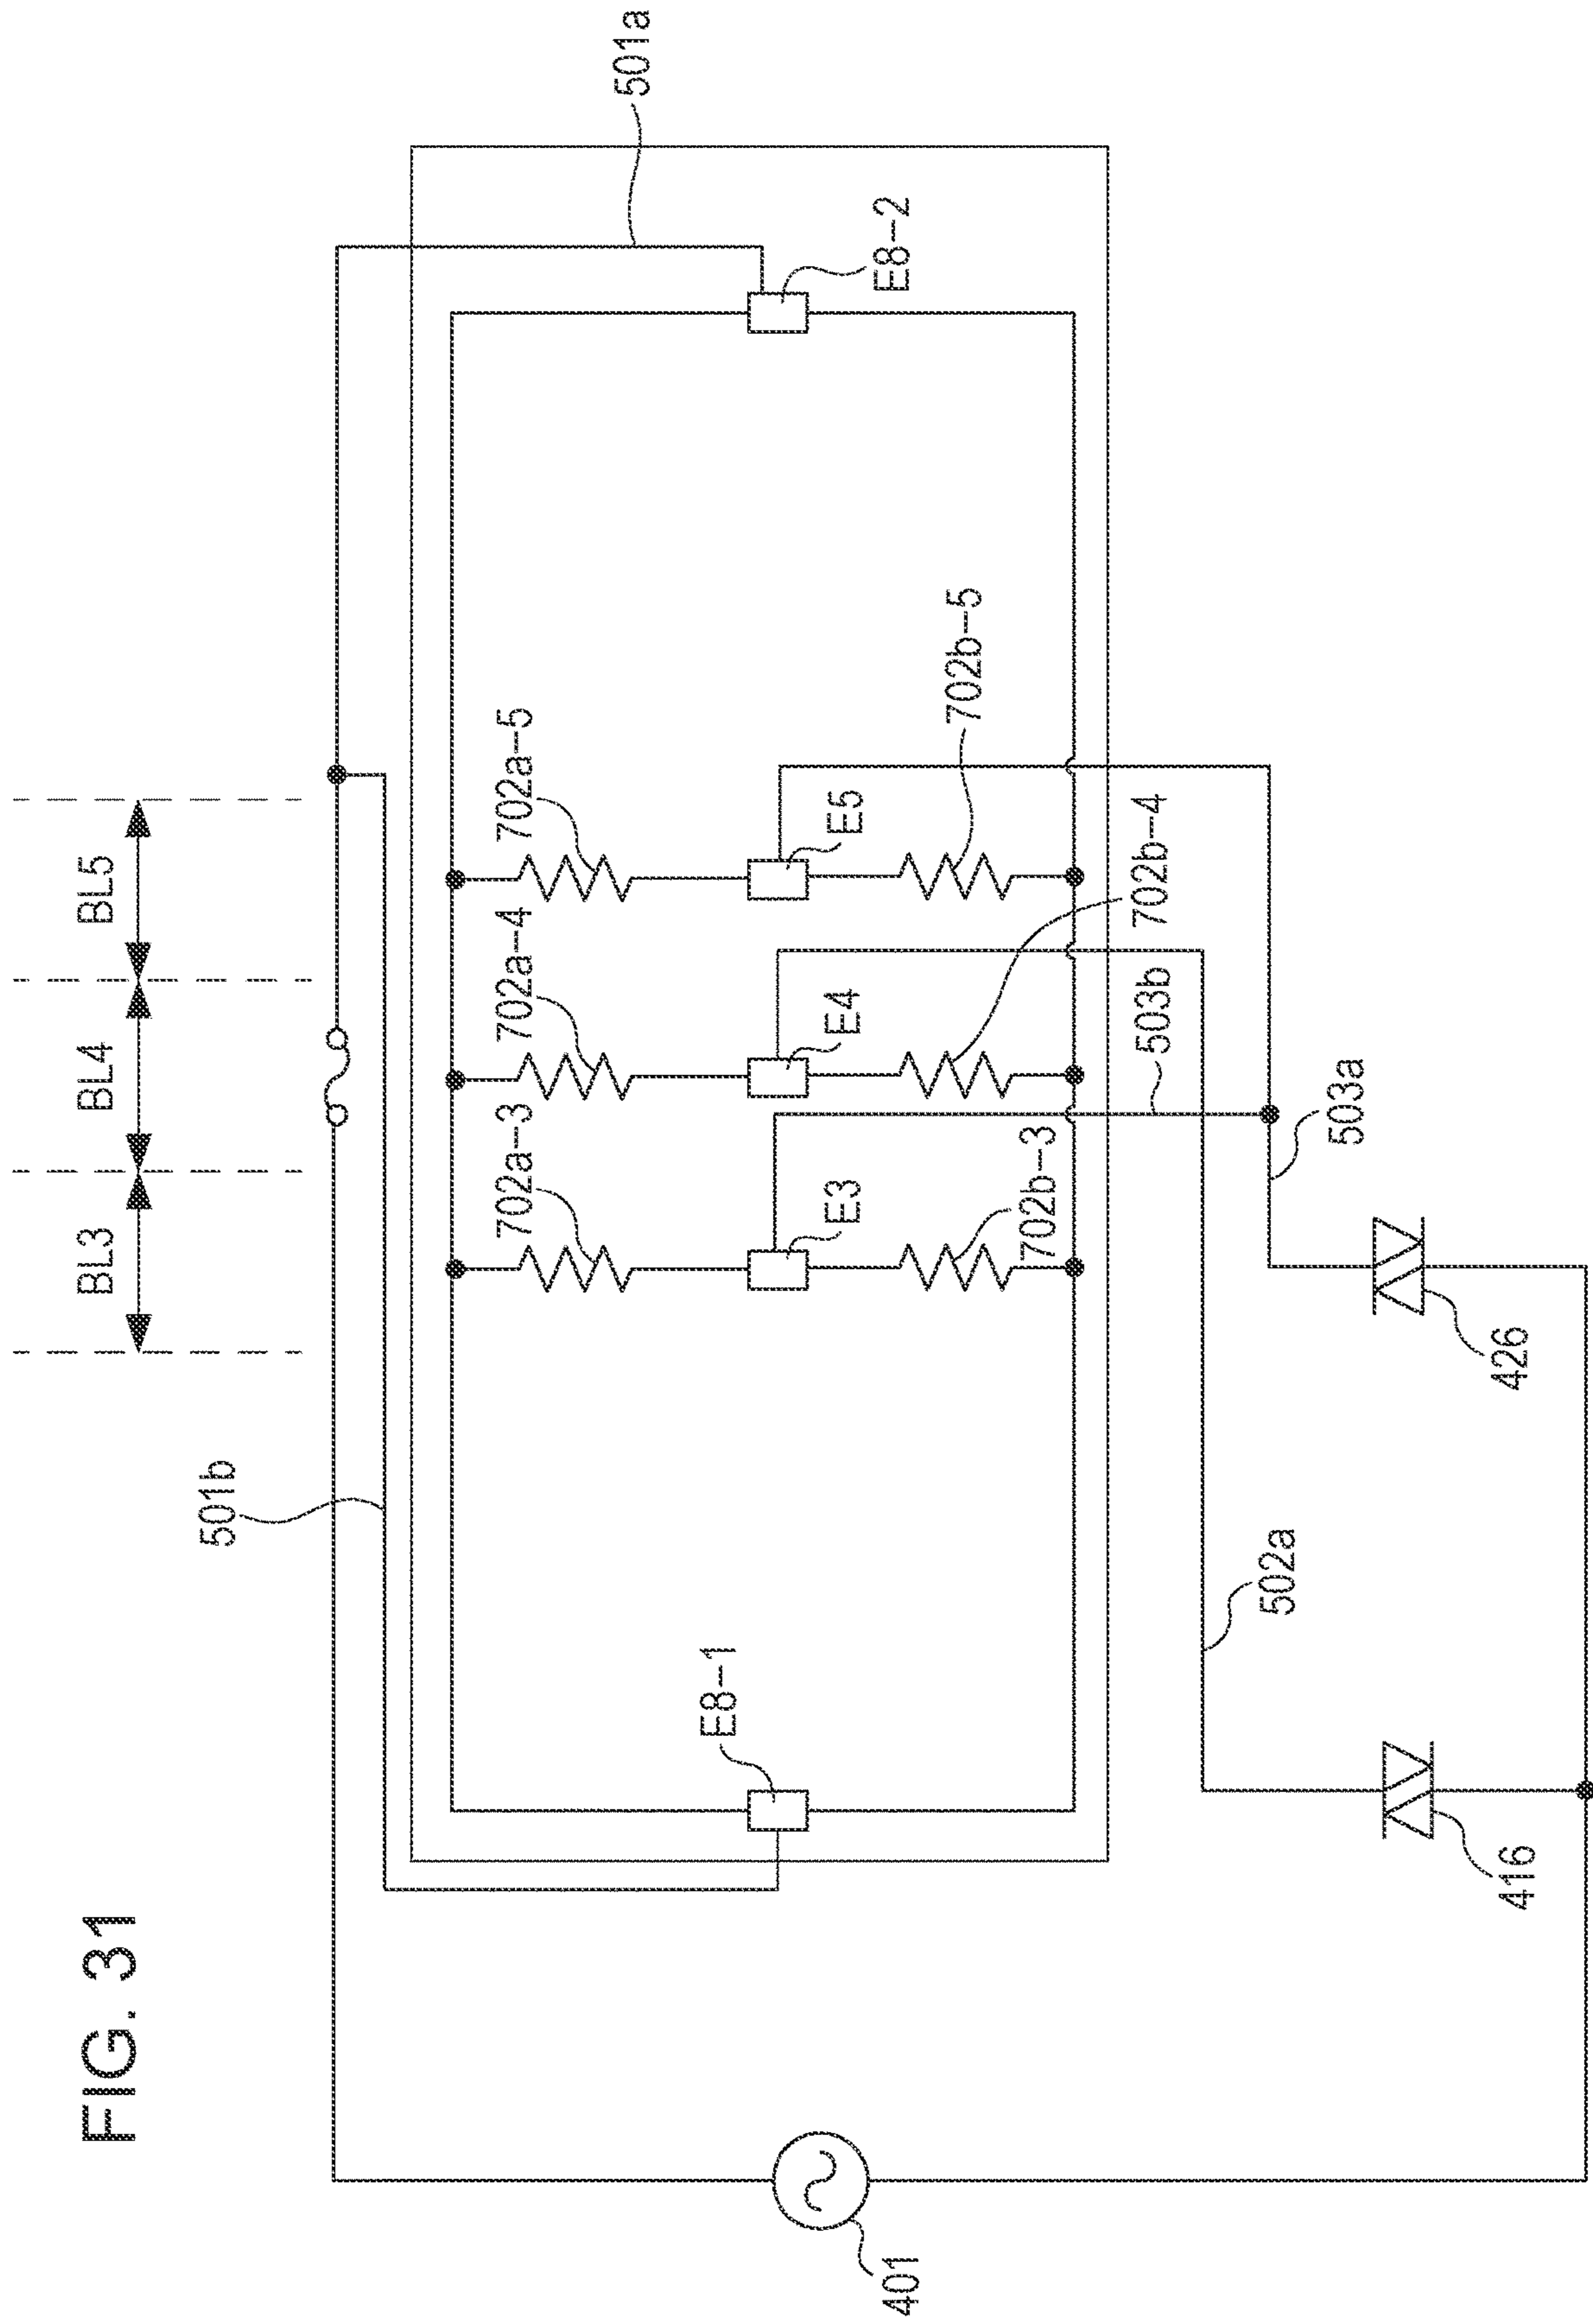 FIG. 31
BL3
BL4
BL5
501b
501a
702a-3
702a-4
702a-5
E8-1
E3
E4
E5
E8-2
702b-3
702b-4
702b-5
503b
502a
503a
401
416
426